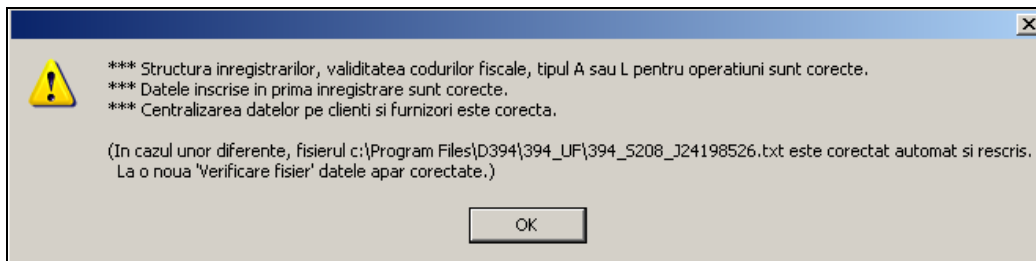 *** Structura inregistrarilor, validitatea codurilor fiscale, tipul A sau L pentru operatiuni sunt corecte.
*** Datele inscrise in prima inregistrare sunt corecte.
*** Centralizarea datelor pe clienti si furnizori este corecta.
(In cazul unor diferente, fisierul c:\Program Files\D394\394_UF\394_S208_J24198526.txt este corectat automat si rescris.
La o noua 'Verificare fisier' datele apar corectate.)
OK